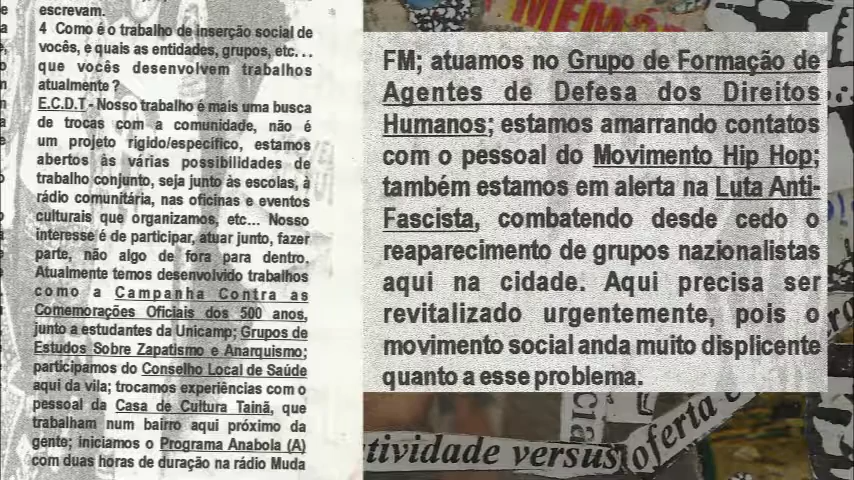 escrevam.
4 Como é o trabalho de inserção social de
vocês, e quais as entidades, grupos, etc...
que vocês desenvolvem trabalhos
atualmente?
E.C.D.T - Nosso trabalho é mais uma busca
de trocas com a comunidade, não é
um projeto rigido/especifico, estamos
abertos às várias possibilidades de
trabalho conjunto, seja junto às escolas, à
rádio comunitária, nas oficinas e eventos
culturais que organizamos, etc... Nosso
interesse é de participar, atuar junto, fazer
parte, não algo de fora para dentro.
Atualmente temos desenvolvido trabalhos
como a Campanha Contra as
Comemorações Oficiais dos 500 anos,
junto a estudantes da Unicamp; Grupos de
Estudos Sobre Zapatismo e Anarquismo;
participamos do Conselho Local de Saúde
aqui da vila; trocamos experiências com o
pessoal da Casa de Cultura Tainã, que
trabalham num bairro aqui próximo da
gente; iniciamos o Programa Anabola (A)
com duas horas de duração na rádio Muda
FM; atuamos no Grupo de Formação de
Agentes de Defesa dos Direitos
Humanos; estamos amarrando contatos
com o pessoal do Movimento Hip Hop;
também estamos em alerta na Luta Anti-
Fascista, combatendo desde cedo o
reaparecimento de grupos nazionalistas
aqui na cidade. Aqui precisa ser
revitalizado urgentemente, pois o
movimento social anda muito displicente
quanto a esse problema.
tividade versus
oferta